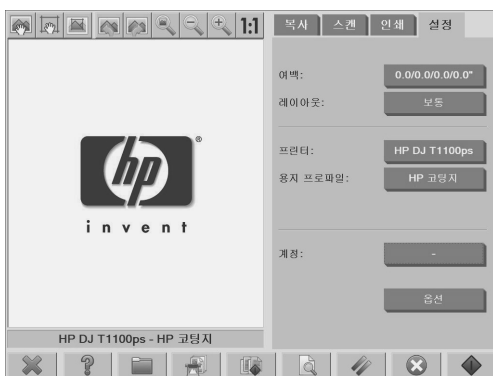 1:1
복사 스캔 인쇄 설정
여백: 0.0/0.0/0.0/0.0"
레이아웃: 보통
프린터: HP DJ T1100ps
용지 프로파일: HP 코팅지
계정: -
옵션
hp ®
invent
HP DJ T1100ps - HP 코팅지